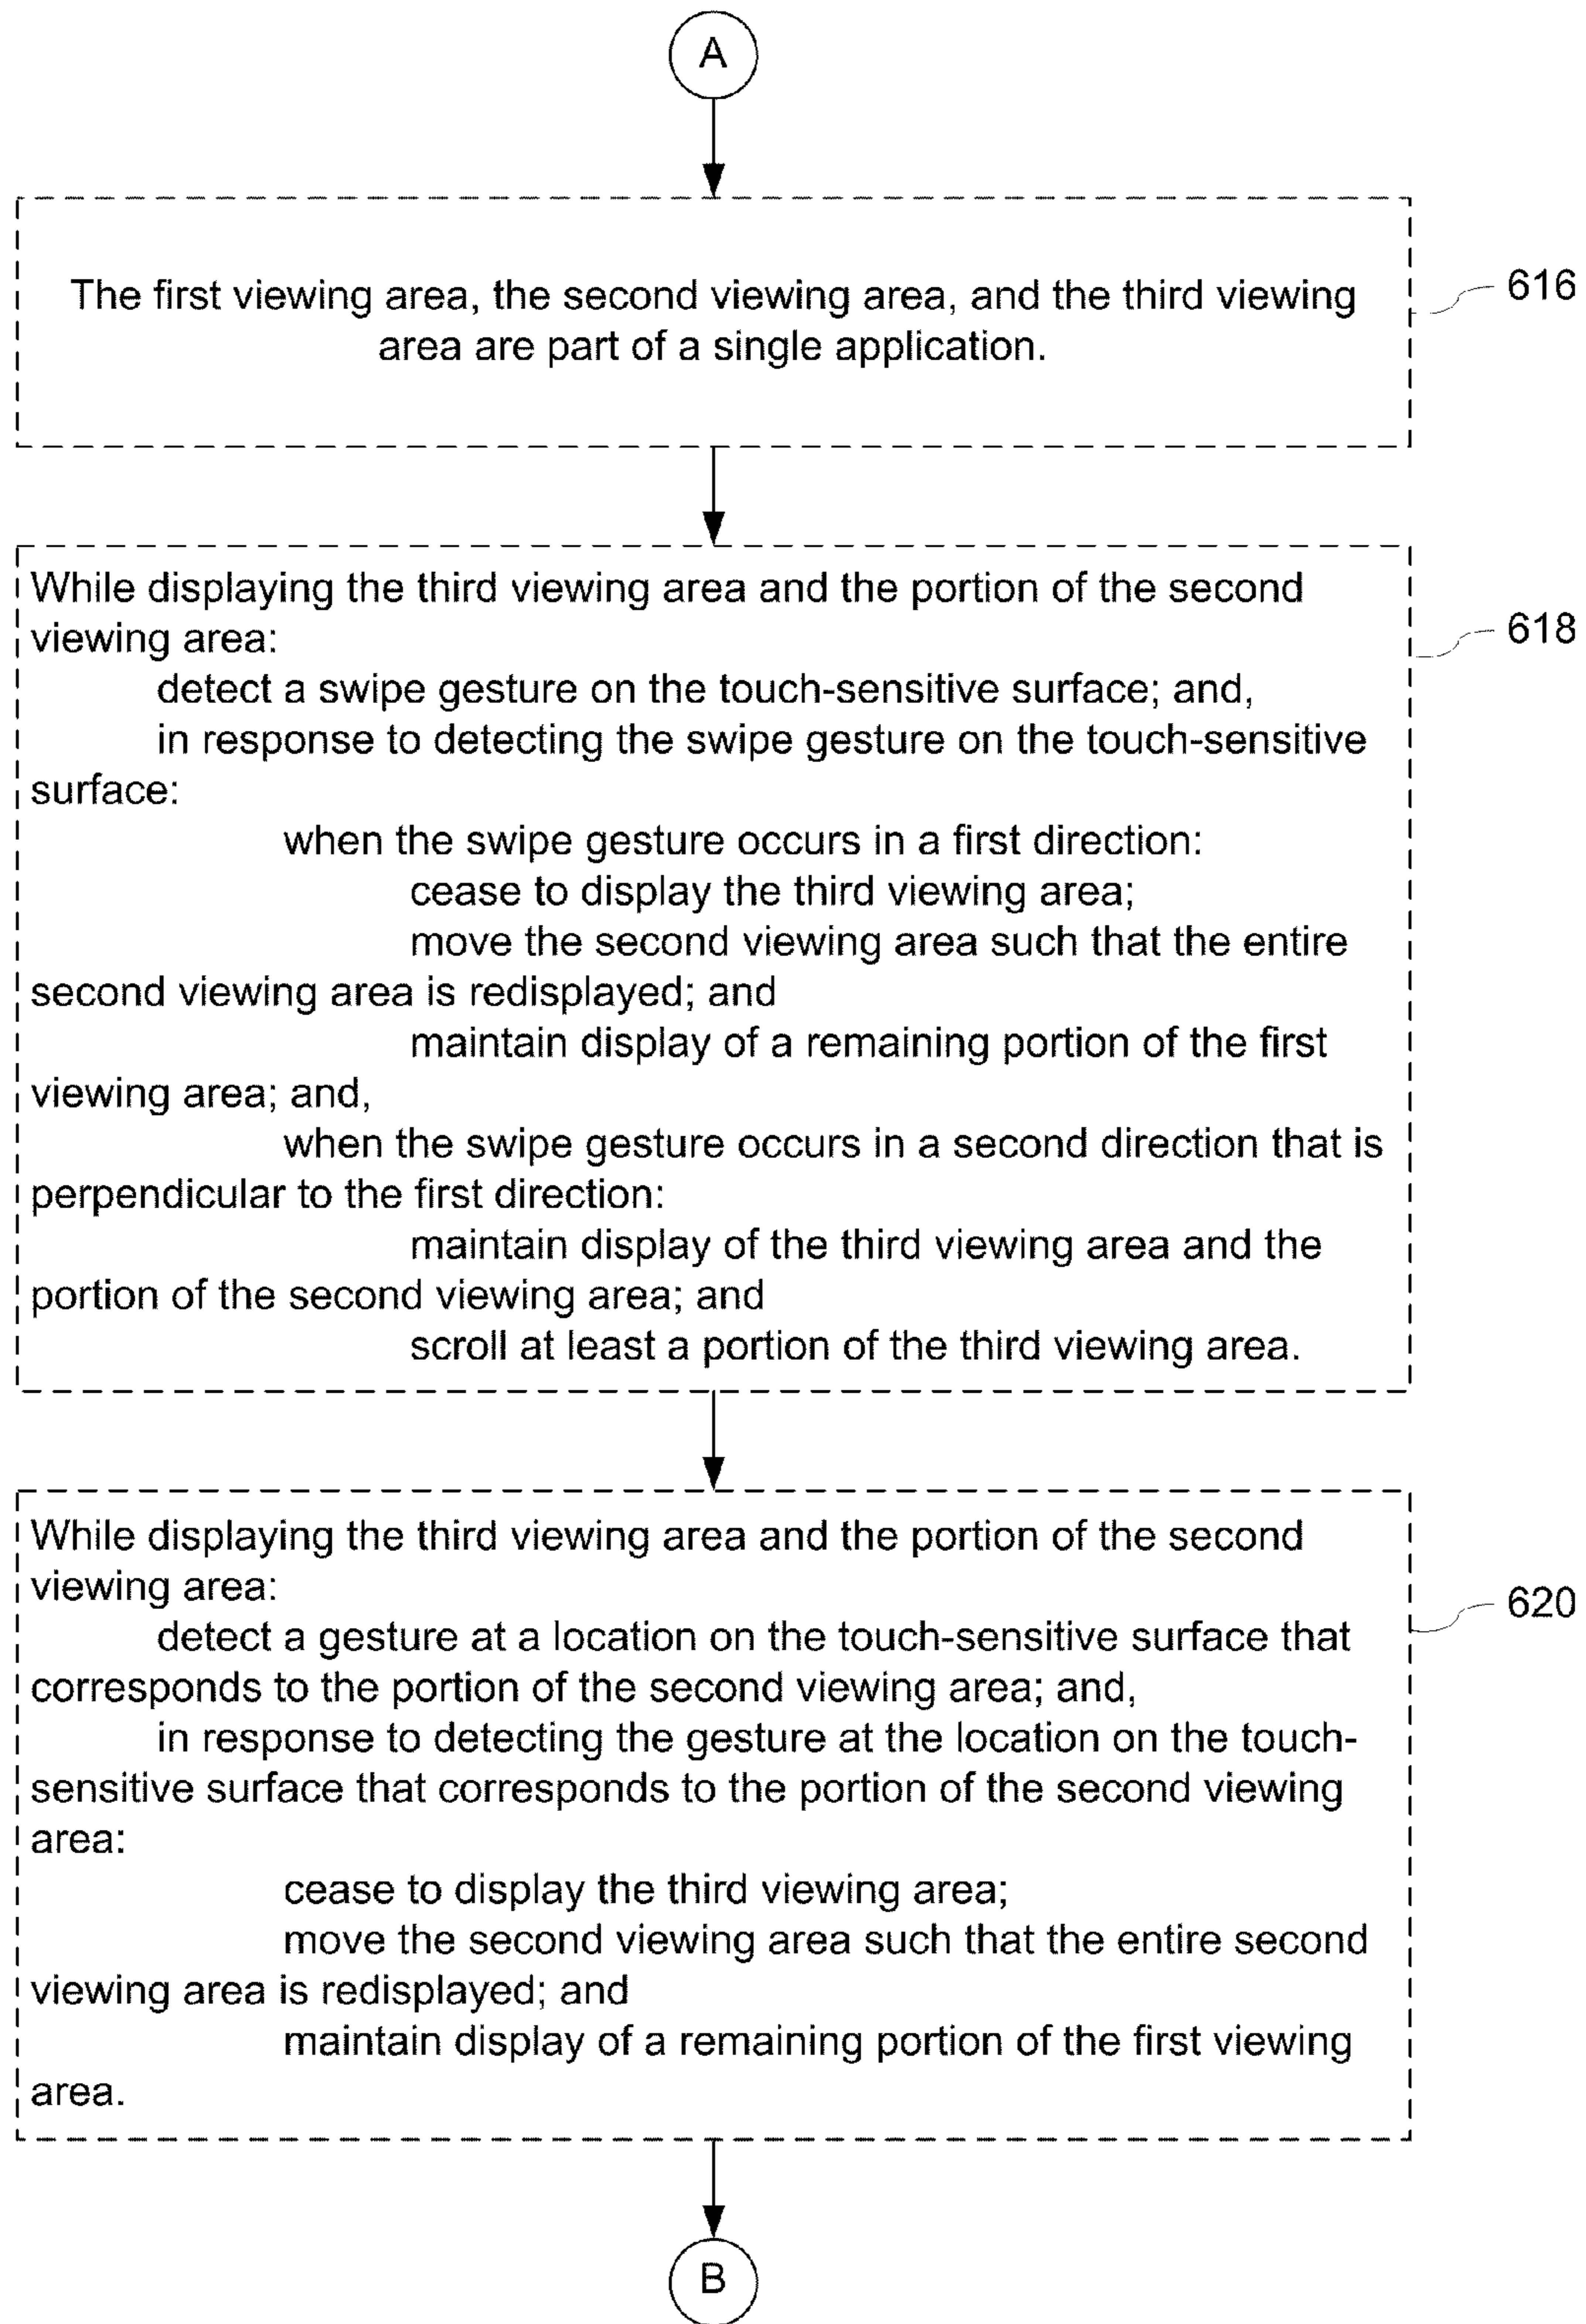 A
The first viewing area, the second viewing area, and the third viewing
area are part of a single application.
616
While displaying the third viewing area and the portion of the second
viewing area:
detect a swipe gesture on the touch-sensitive surface; and,
in response to detecting the swipe gesture on the touch-sensitive
surface:
when the swipe gesture occurs in a first direction:
cease to display the third viewing area;
move the second viewing area such that the entire
second viewing area is redisplayed; and
maintain display of a remaining portion of the first
viewing area; and,
when the swipe gesture occurs in a second direction that is
perpendicular to the first direction:
maintain display of the third viewing area and the
portion of the second viewing area; and
scroll at least a portion of the third viewing area.
618
While displaying the third viewing area and the portion of the second
viewing area:
detect a gesture at a location on the touch-sensitive surface that
corresponds to the portion of the second viewing area; and,
in response to detecting the gesture at the location on the touch-
sensitive surface that corresponds to the portion of the second viewing
area:
cease to display the third viewing area;
move the second viewing area such that the entire second
viewing area is redisplayed; and
maintain display of a remaining portion of the first viewing
area.
620
B